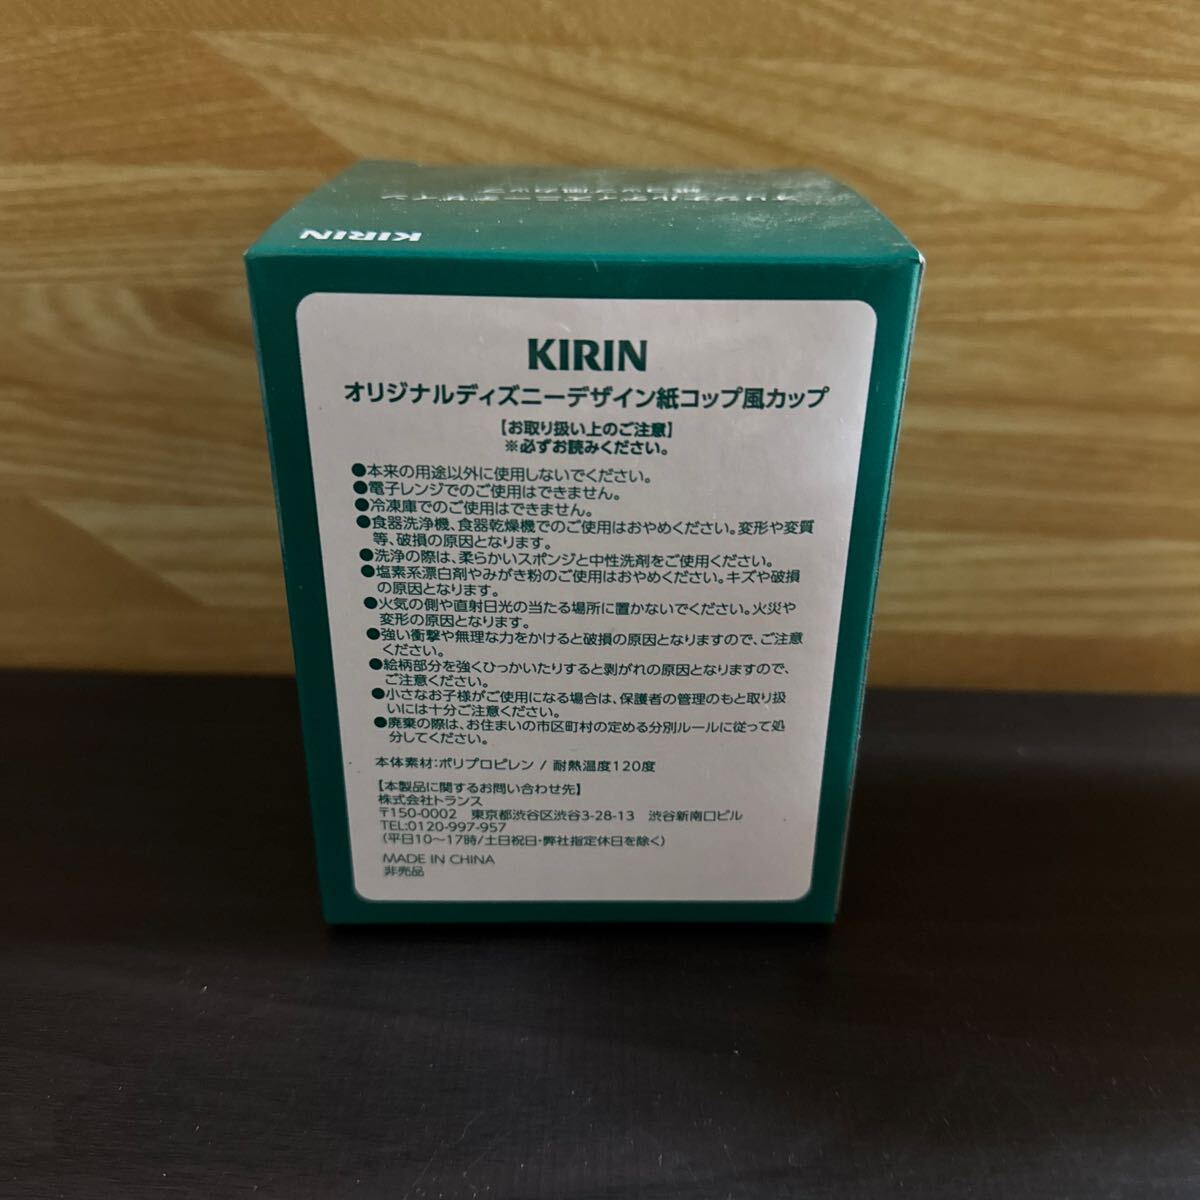 オリジナルディズニーデザイン
紙コップ風カップ
KIRIN
KIRIN
オリジナルディズニーデザイン紙コップ風カップ
【お取り扱い上のご注意】
※必ずお読みください。
●本来の用途以外に使用しないでください。
●電子レンジでのご使用はできません。
●冷凍庫でのご使用はできません。
●食器洗浄機、食器乾燥機でのご使用はおやめください。変形や変質
等、破損の原因となります。
●洗浄の際は、柔らかいスポンジと中性洗剤をご使用ください。
●塩素系漂白剤やみがき粉のご使用はおやめください。キズや破損
の原因となります。
●火気の側や直射日光の当たる場所に置かないでください。火災や
変形の原因となります。
●強い衝撃や無理な力をかけると破損の原因となりますので、ご注意
ください。
●絵柄部分を強くひっかいたりすると剥がれの原因となりますので、
ご注意ください。
●小さなお子様がご使用になる場合は、保護者の管理のもと取り扱
いには十分ご注意ください。
●廃棄の際は、お住まいの市区町村の定める分別ルールに従って処
分してください。
本体素材:ポリプロピレン / 耐熱温度120度
【本製品に関するお問い合わせ先】
株式会社トランス
〒150-0002 東京都渋谷区渋谷3-28-13 渋谷新南口ビル
TEL:0120-997-957
(平日10～17時/土日祝日・弊社指定休日を除く)
MADE IN CHINA
非売品